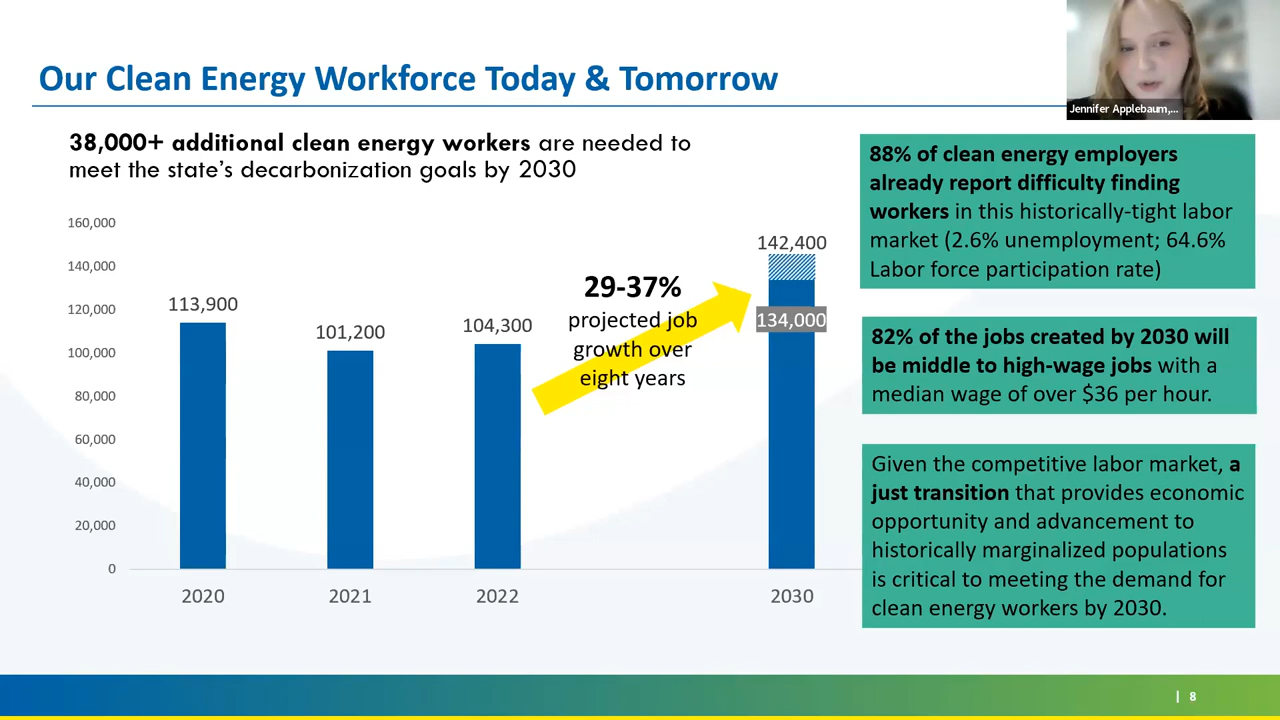 Our Clean Energy Workforce Today & Tomorrow
Jennifer Applebaum,...
38,000+ additional clean energy workers are needed to
meet the state's decarbonization goals by 2030
160,000
140,000
120,000
100,000
80,000
60,000
40,000
20,000
0
113,900
101,200
104,300
142,400
134,000
29-37%
projected job
growth over
eight years
2020
2021
2022
2030
88% of clean energy employers
already report difficulty finding
workers in this historically-tight labor
market (2.6% unemployment; 64.6%
Labor force participation rate)
82% of the jobs created by 2030 will
be middle to high-wage jobs with a
median wage of over $36 per hour.
Given the competitive labor market, a
just transition that provides economic
opportunity and advancement to
historically marginalized populations
is critical to meeting the demand for
clean energy workers by 2030.
| 8